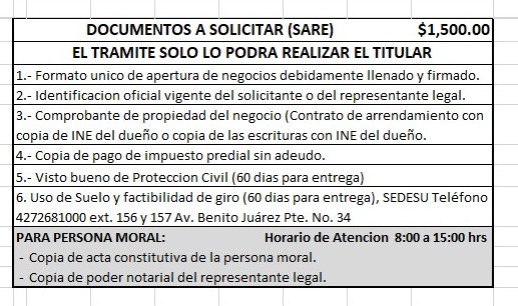 DOCUMENTOS A SOLICITAR (SARE) $1,500.00
EL TRAMITE SOLO LO PODRA REALIZAR EL TITULAR
1.- Formato unico de apertura de negocios debidamente llenado y firmado.
2.- Identificacion oficial vigente del solicitante o del representante legal.
3.- Comprobante de propiedad del negocio (Contrato de arrendamiento con
copia de INE del dueño o copia de las escrituras con INE del dueño.
4.- Copia de pago de impuesto predial sin adeudo.
5.- Visto bueno de Proteccion Civil (60 dias para entrega)
6. Uso de Suelo y factibilidad de giro (60 dias para entrega), SEDESU Teléfono
4272681000 ext. 156 y 157 Av. Benito Juárez Pte. No. 34
PARA PERSONA MORAL: Horario de Atencion 8:00 a 15:00 hrs
- Copia de acta constitutiva de la persona moral.
- Copia de poder notarial del representante legal.